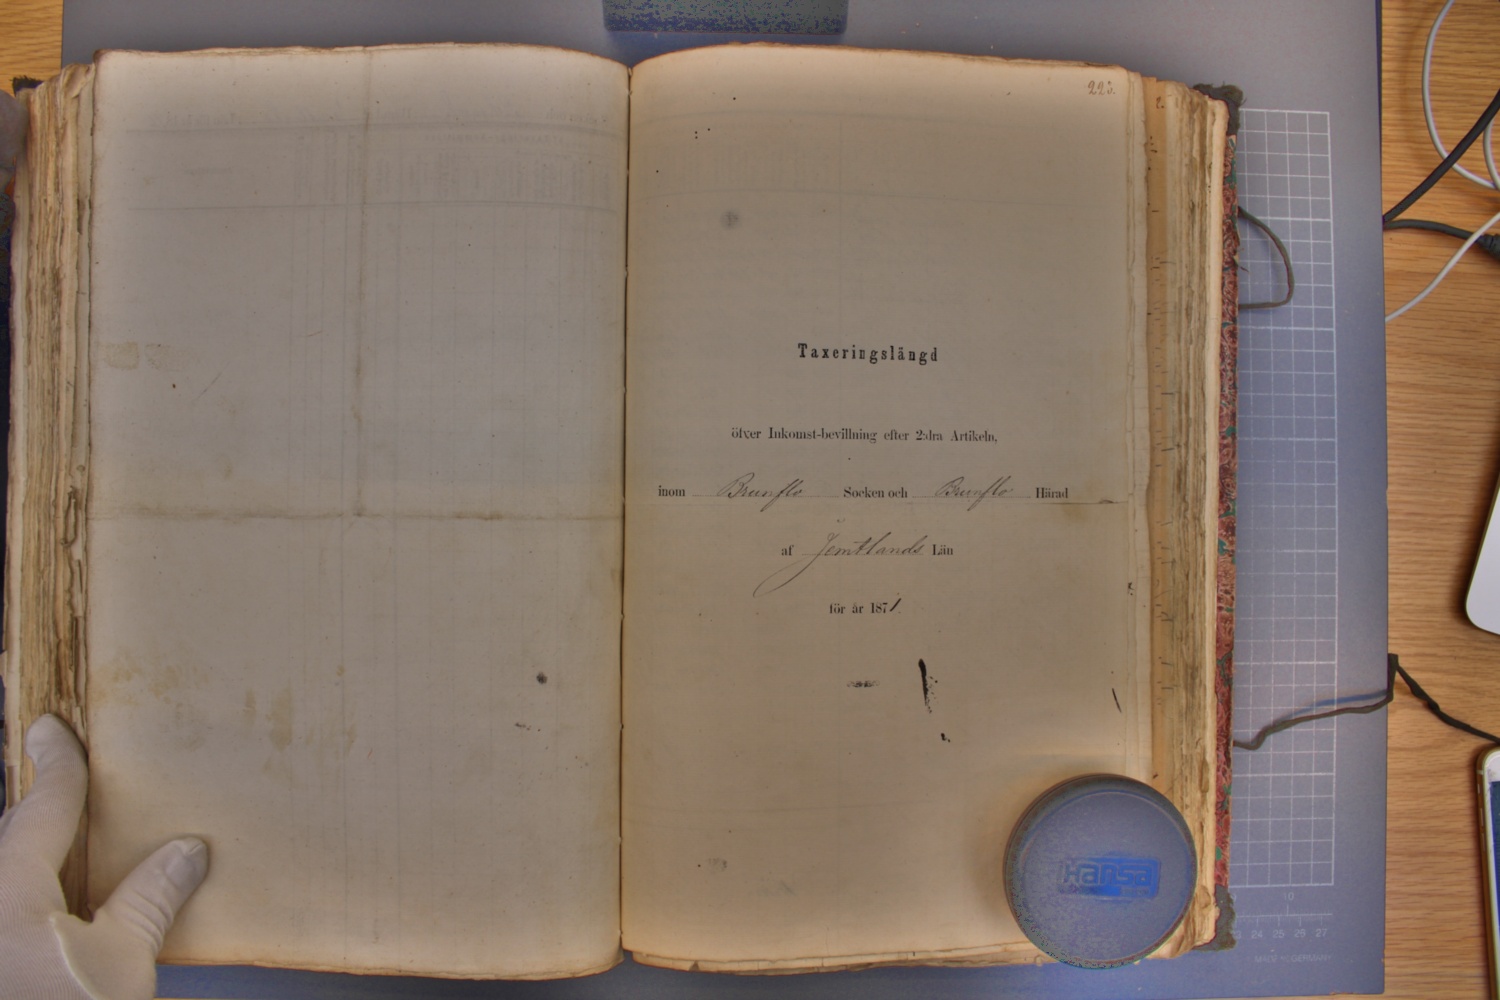 223.
Taxeringslängd
öfver Inkomst-bevillning efter 2:dra Artikeln,
inom Brunflo Socken och Brunflo Härad
af Jemtlands Län
för år 1871.
Hansa
10
24 25 26 27
MADE IN GERMANY